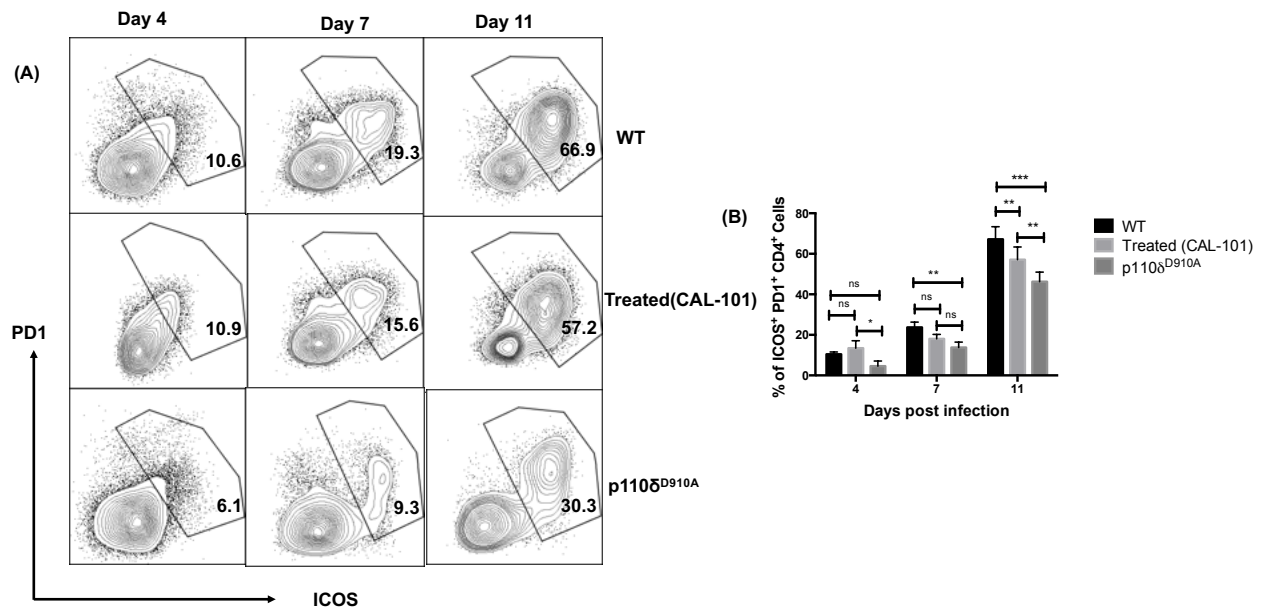 Day 4 Day 7 Day 11
(A)
10.6 19.3 66.9 WT
10.9 15.6 57.2 Treated(CAL-101)
PD1
6.1 9.3 30.3 p110δD910A
ICOS
(B)
% of ICOS+ PD1+ CD4+ Cells
80
60
40
20
0
ns
ns
*
**
ns
ns
***
**
**
4 7 11
Days post infection
WT
Treated (CAL-101)
p110δD910A